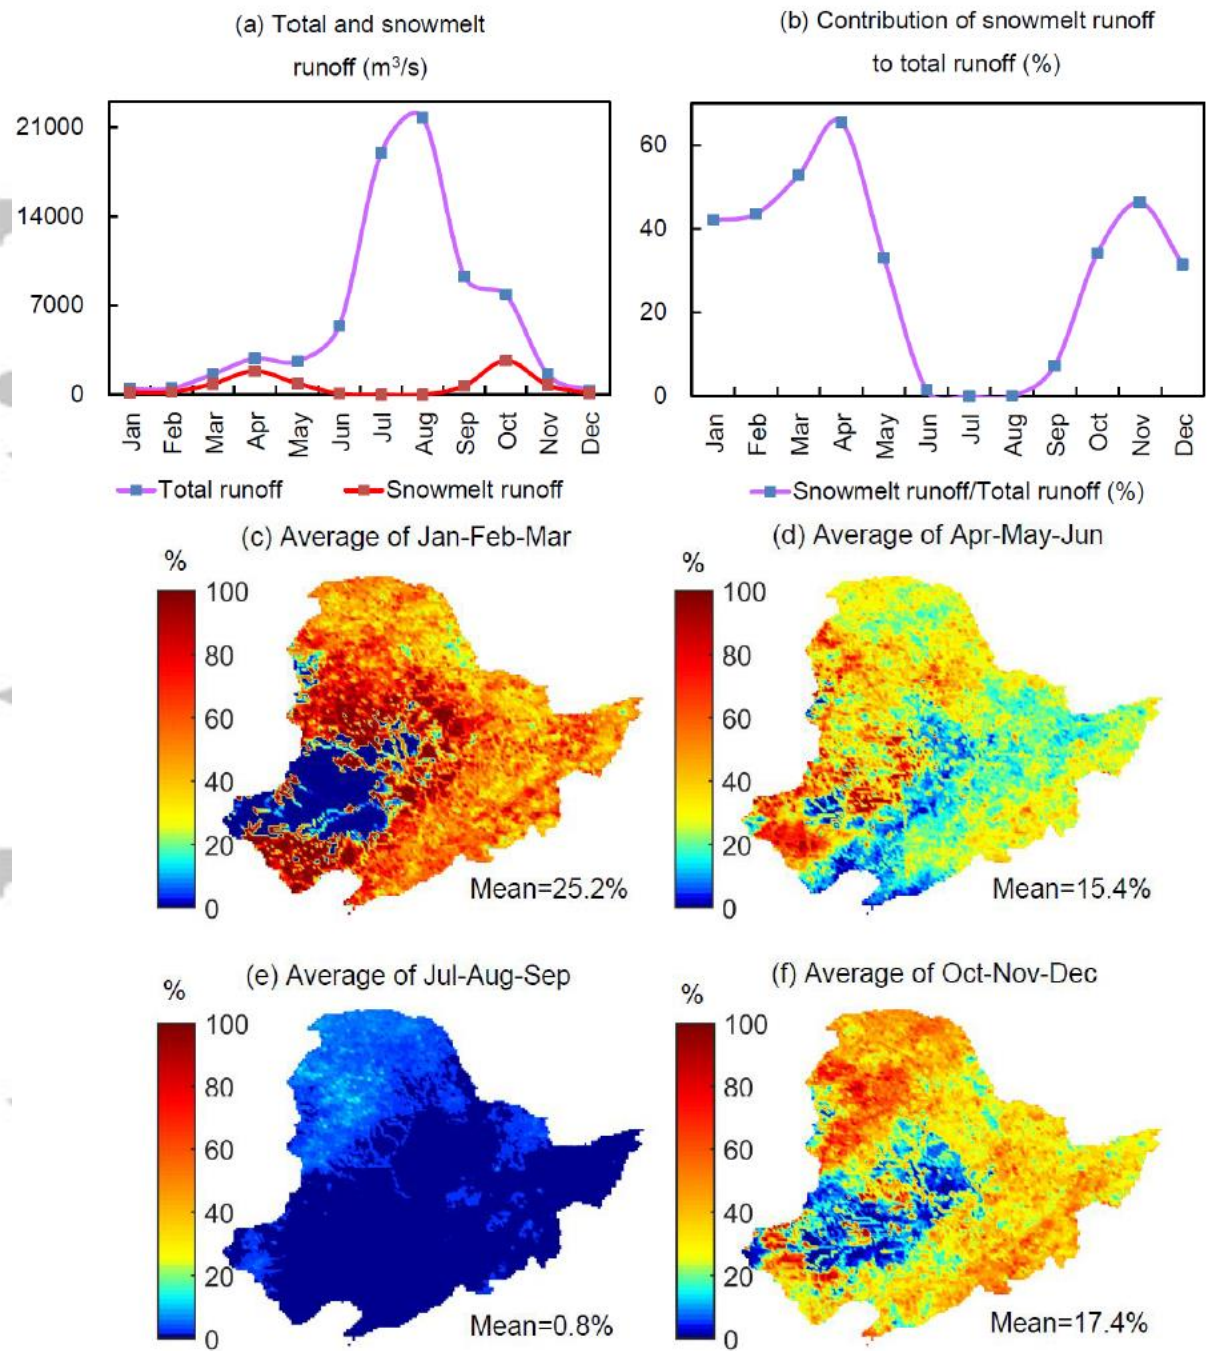 (a) Total and snowmelt
runoff (m³/s)
21000
14000
7000
0
Jan Feb Mar Apr May Jun Jul Aug Sep Oct Nov Dec
Total runoff Snowmelt runoff
(b) Contribution of snowmelt runoff
to total runoff (%)
60
40
20
0
Jan Feb Mar Apr May Jun Jul Aug Sep Oct Nov Dec
Snowmelt runoff/Total runoff (%)
(c) Average of Jan-Feb-Mar
%
100
80
60
40
20
0
Mean=25.2%
(d) Average of Apr-May-Jun
%
100
80
60
40
20
0
Mean=15.4%
(e) Average of Jul-Aug-Sep
%
100
80
60
40
20
0
Mean=0.8%
(f) Average of Oct-Nov-Dec
%
100
80
60
40
20
0
Mean=17.4%